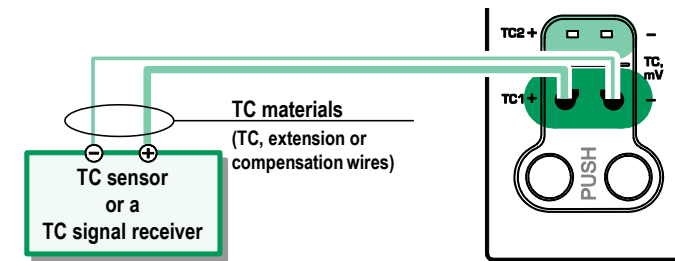 TC2 + –
TC,
mV
TC1 + –
TC materials
(TC, extension or
compensation wires)
– +
TC sensor
or a
TC signal receiver
PUSH